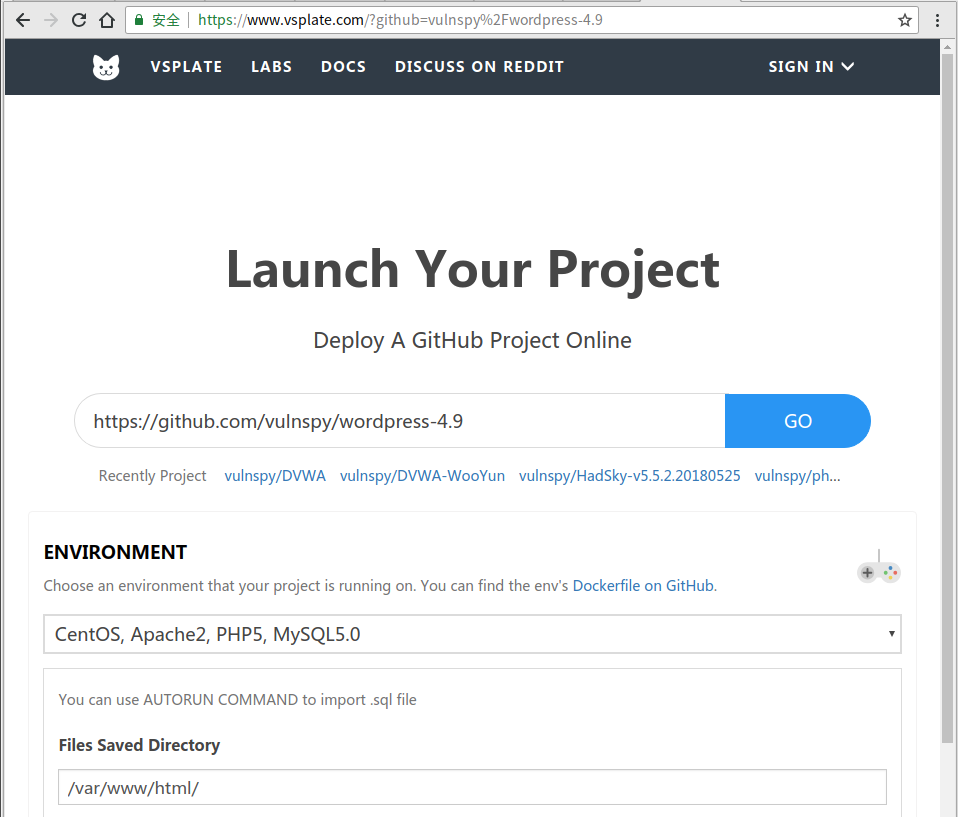 安全 https://www.vsplate.com/?github=vulnspy%2Fwordpress-4.9
VSPLATE LABS DOCS DISCUSS ON REDDIT SIGN IN
Launch Your Project
Deploy A GitHub Project Online
https://github.com/vulnspy/wordpress-4.9 GO
Recently Project vulnspy/DVWA vulnspy/DVWA-WooYun vulnspy/HadSky-v5.5.2.20180525 vulnspy/ph...
ENVIRONMENT
Choose an environment that your project is running on. You can find the env's Dockerfile on GitHub.
CentOS, Apache2, PHP5, MySQL5.0
You can use AUTORUN COMMAND to import .sql file
Files Saved Directory
/var/www/html/